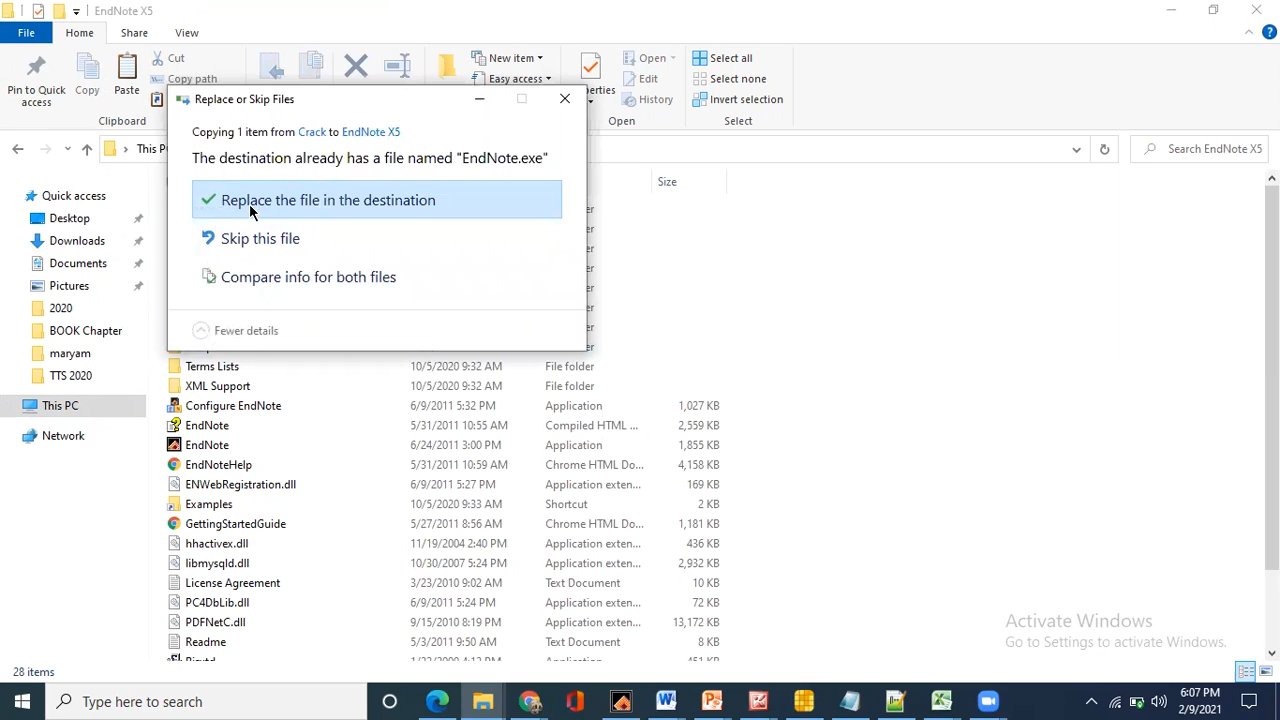 EndNote X5
File Home Share View
Cut
Copy path
Pin to Quick access
Copy
Paste
New item
Easy access
Open
Edit
History
Select all
Select none
Invert selection
Clipboard
Open
Select
Search EndNote X5
Size
Replace or Skip Files
Copying 1 item from Crack to EndNote X5
The destination already has a file named "EndNote.exe"
Replace the file in the destination
Skip this file
Compare info for both files
Fewer details
Quick access
Desktop
Downloads
Documents
Pictures
2020
BOOK Chapter
maryam
TTS 2020
This PC
Network
Terms Lists 10/5/2020 9:32 AM File folder
XML Support 10/5/2020 9:32 AM File folder
Configure EndNote 6/9/2011 5:32 PM Application 1,027 KB
EndNote 5/31/2011 10:55 AM Compiled HTML ... 2,559 KB
EndNote 6/24/2011 3:00 PM Application 1,855 KB
EndNoteHelp 5/31/2011 10:59 AM Chrome HTML Do... 4,158 KB
ENWebRegistration.dll 6/9/2011 5:27 PM Application exten... 169 KB
Examples 10/5/2020 9:33 AM Shortcut 2 KB
GettingStartedGuide 5/27/2011 8:56 AM Chrome HTML Do... 1,181 KB
hhactivex.dll 11/19/2004 2:40 PM Application exten... 436 KB
libmysqld.dll 10/30/2007 5:24 PM Application exten... 2,932 KB
License Agreement 3/23/2010 9:02 AM Text Document 10 KB
PC4DbLib.dll 6/9/2011 5:24 PM Application exten... 72 KB
PDFNetC.dll 9/15/2010 8:19 PM Application exten... 13,172 KB
Readme 5/3/2011 9:50 AM Text Document 8 KB
Activate Windows
Go to Settings to activate Windows.
28 items
Type here to search
6:07 PM
2/9/2021